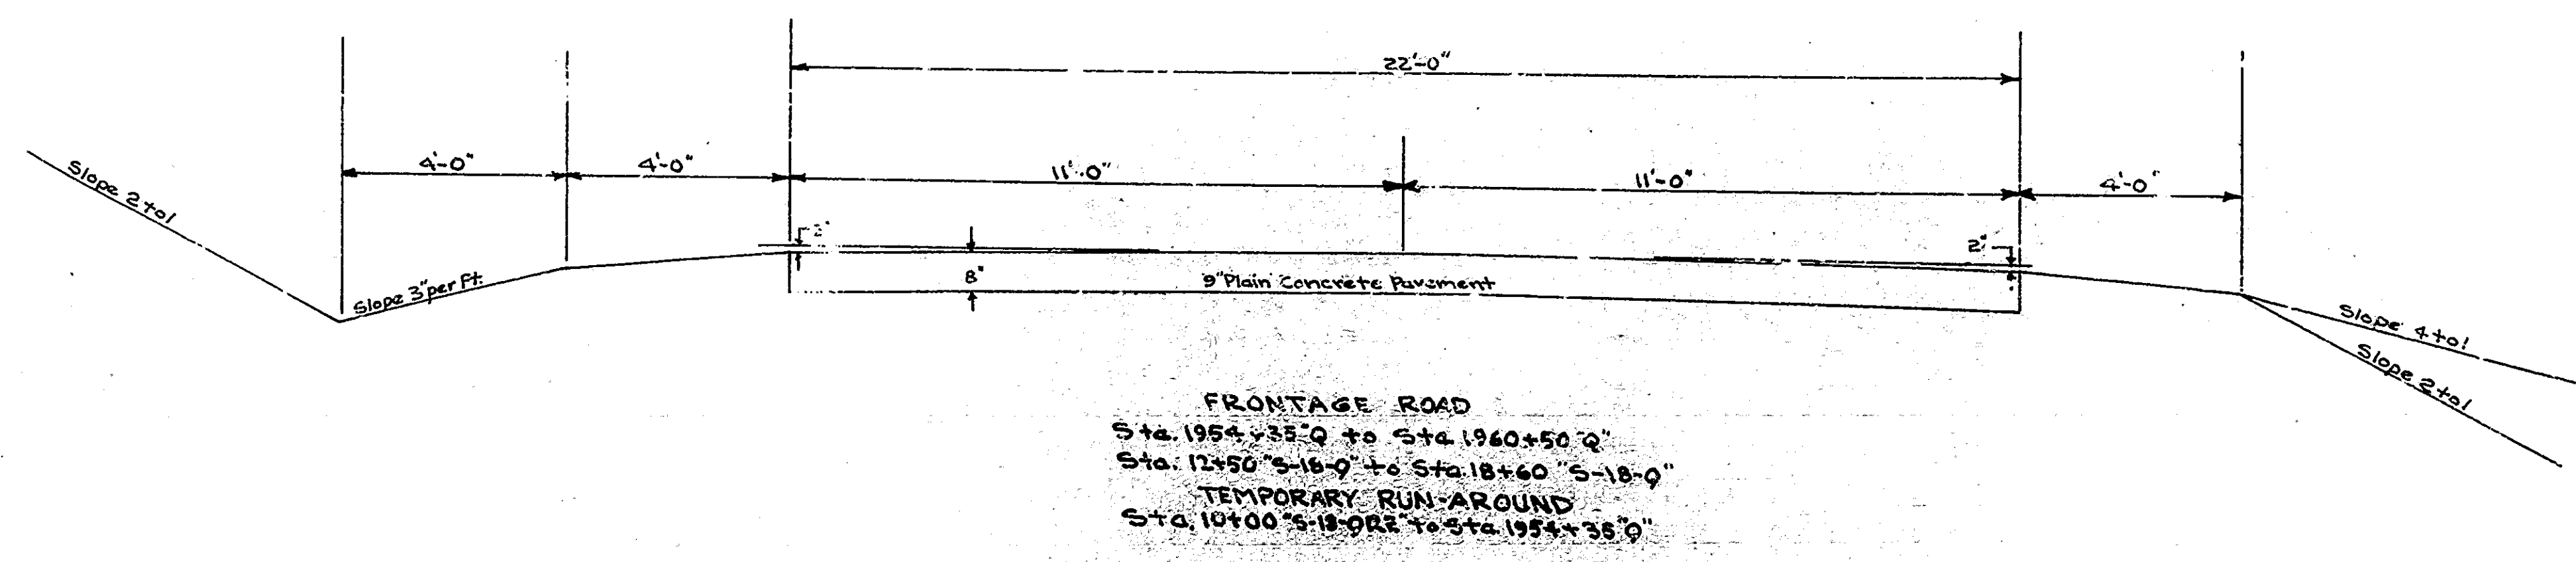 22'-0"
4'-0"
4'-0"
11'-0"
11'-0"
4'-0"
Slope 2 to 1
2"
2"
Slope 3" per Ft.
8"
9" Plain Concrete Pavement
Slope 4 to 1
Slope 2 to 1
FRONTAGE ROAD
Sta. 1954+35 "Q" to Sta. 1960+50 "Q"
Sta. 12+50 "S-18-Q" to Sta. 18+60 "S-18-Q"
TEMPORARY RUN-AROUND
Sta. 10+00 "S-18-QR2" to Sta. 1954+35 "Q"